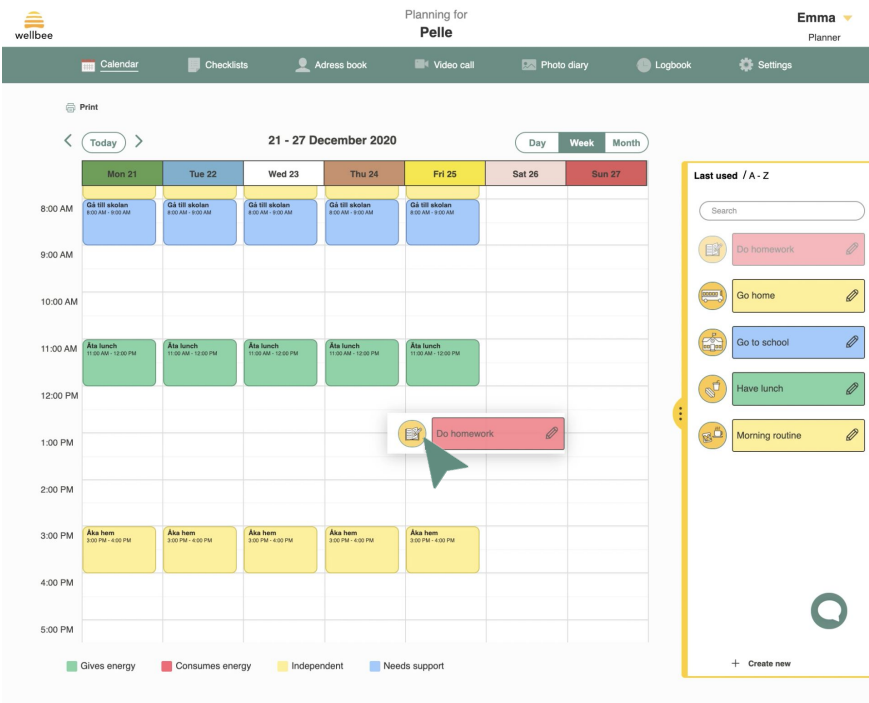 wellbee
Planning for
Pelle
Emma
Planner
Calendar
Checklists
Adress book
Video call
Photo diary
Logbook
Settings
Print
Today
21 - 27 December 2020
Day
Week
Month
Mon 21
Tue 22
Wed 23
Thu 24
Fri 25
Sat 26
Sun 27
8:00 AM
Gå till skolan
8:00 AM - 9:00 AM
Gå till skolan
8:00 AM - 9:00 AM
Gå till skolan
8:00 AM - 9:00 AM
Gå till skolan
8:00 AM - 9:00 AM
Gå till skolan
8:00 AM - 9:00 AM
9:00 AM
10:00 AM
11:00 AM
Äta lunch
11:00 AM - 12:00 PM
Äta lunch
11:00 AM - 12:00 PM
Äta lunch
11:00 AM - 12:00 PM
Äta lunch
11:00 AM - 12:00 PM
Äta lunch
11:00 AM - 12:00 PM
12:00 PM
Do homework
1:00 PM
2:00 PM
3:00 PM
Åka hem
3:00 PM - 4:00 PM
Åka hem
3:00 PM - 4:00 PM
Åka hem
3:00 PM - 4:00 PM
Åka hem
3:00 PM - 4:00 PM
Åka hem
3:00 PM - 4:00 PM
4:00 PM
5:00 PM
Gives energy
Consumes energy
Independent
Needs support
Last used / A - Z
Search
Do homework
Go home
Go to school
Have lunch
Morning routine
+ Create new